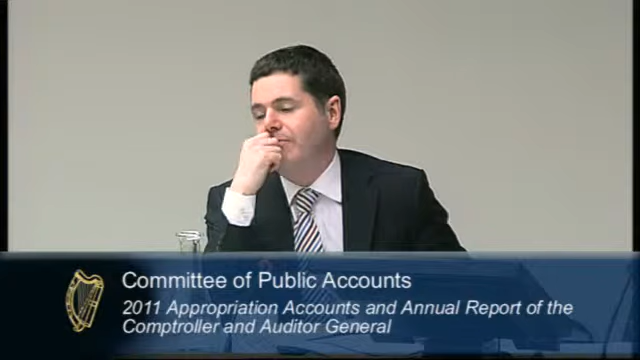 Committee of Public Accounts
2011 Appropriation Accounts and Annual Report of the
Comptroller and Auditor General